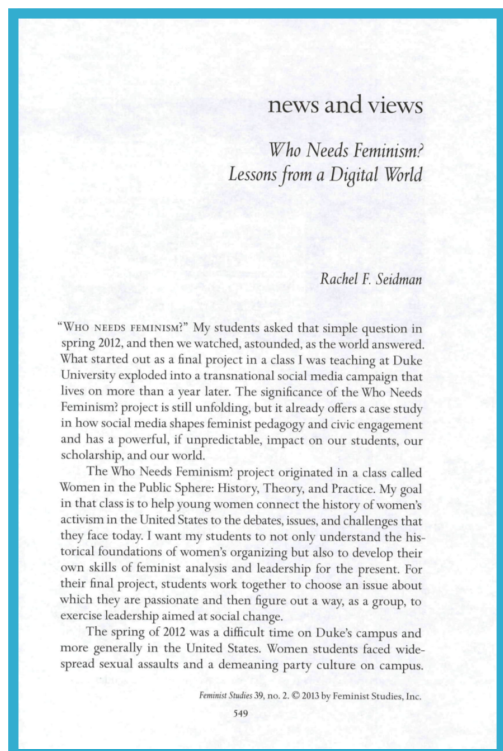 news and views
Who Needs Feminism?
Lessons from a Digital World
Rachel F. Seidman
“WHO NEEDS FEMINISM?” My students asked that simple question in
spring 2012, and then we watched, astounded, as the world answered.
What started out as a final project in a class I was teaching at Duke
University exploded into a transnational social media campaign that
lives on more than a year later. The significance of the Who Needs
Feminism? project is still unfolding, but it already offers a case study
in how social media shapes feminist pedagogy and civic engagement
and has a powerful, if unpredictable, impact on our students, our
scholarship, and our world.
The Who Needs Feminism? project originated in a class called
Women in the Public Sphere: History, Theory, and Practice. My goal
in that class is to help young women connect the history of women’s
activism in the United States to the debates, issues, and challenges that
they face today. I want my students to not only understand the his-
torical foundations of women’s organizing but also to develop their
own skills of feminist analysis and leadership for the present. For
their final project, students work together to choose an issue about
which they are passionate and then figure out a way, as a group, to
exercise leadership aimed at social change.
The spring of 2012 was a difficult time on Duke’s campus and
more generally in the United States. Women students faced wide-
spread sexual assaults and a demeaning party culture on campus.
Feminist Studies 39, no. 2. © 2013 by Feminist Studies, Inc.
549